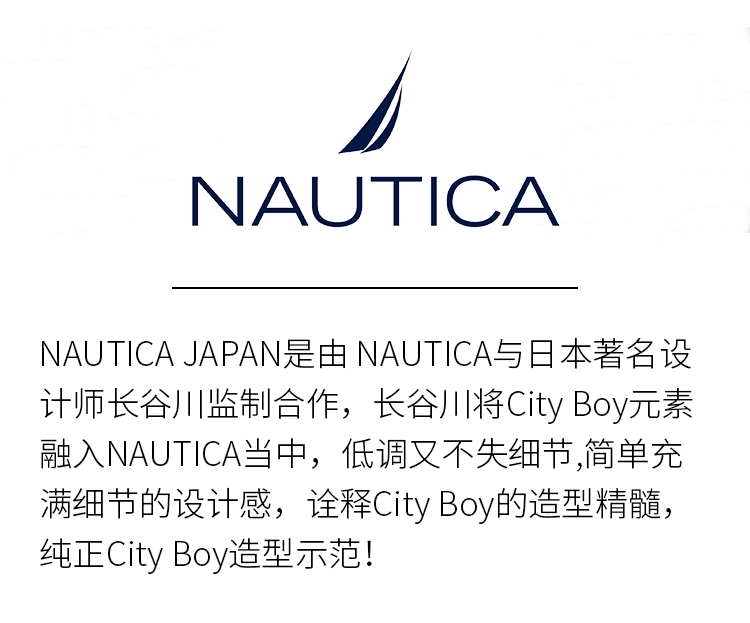 NAUTICA
NAUTICA JAPAN是由 NAUTICA与日本著名设
计师长谷川监制合作，长谷川将City Boy元素
融入NAUTICA当中，低调又不失细节,简单充
满细节的设计感，诠释City Boy的造型精髓，
纯正City Boy造型示范！